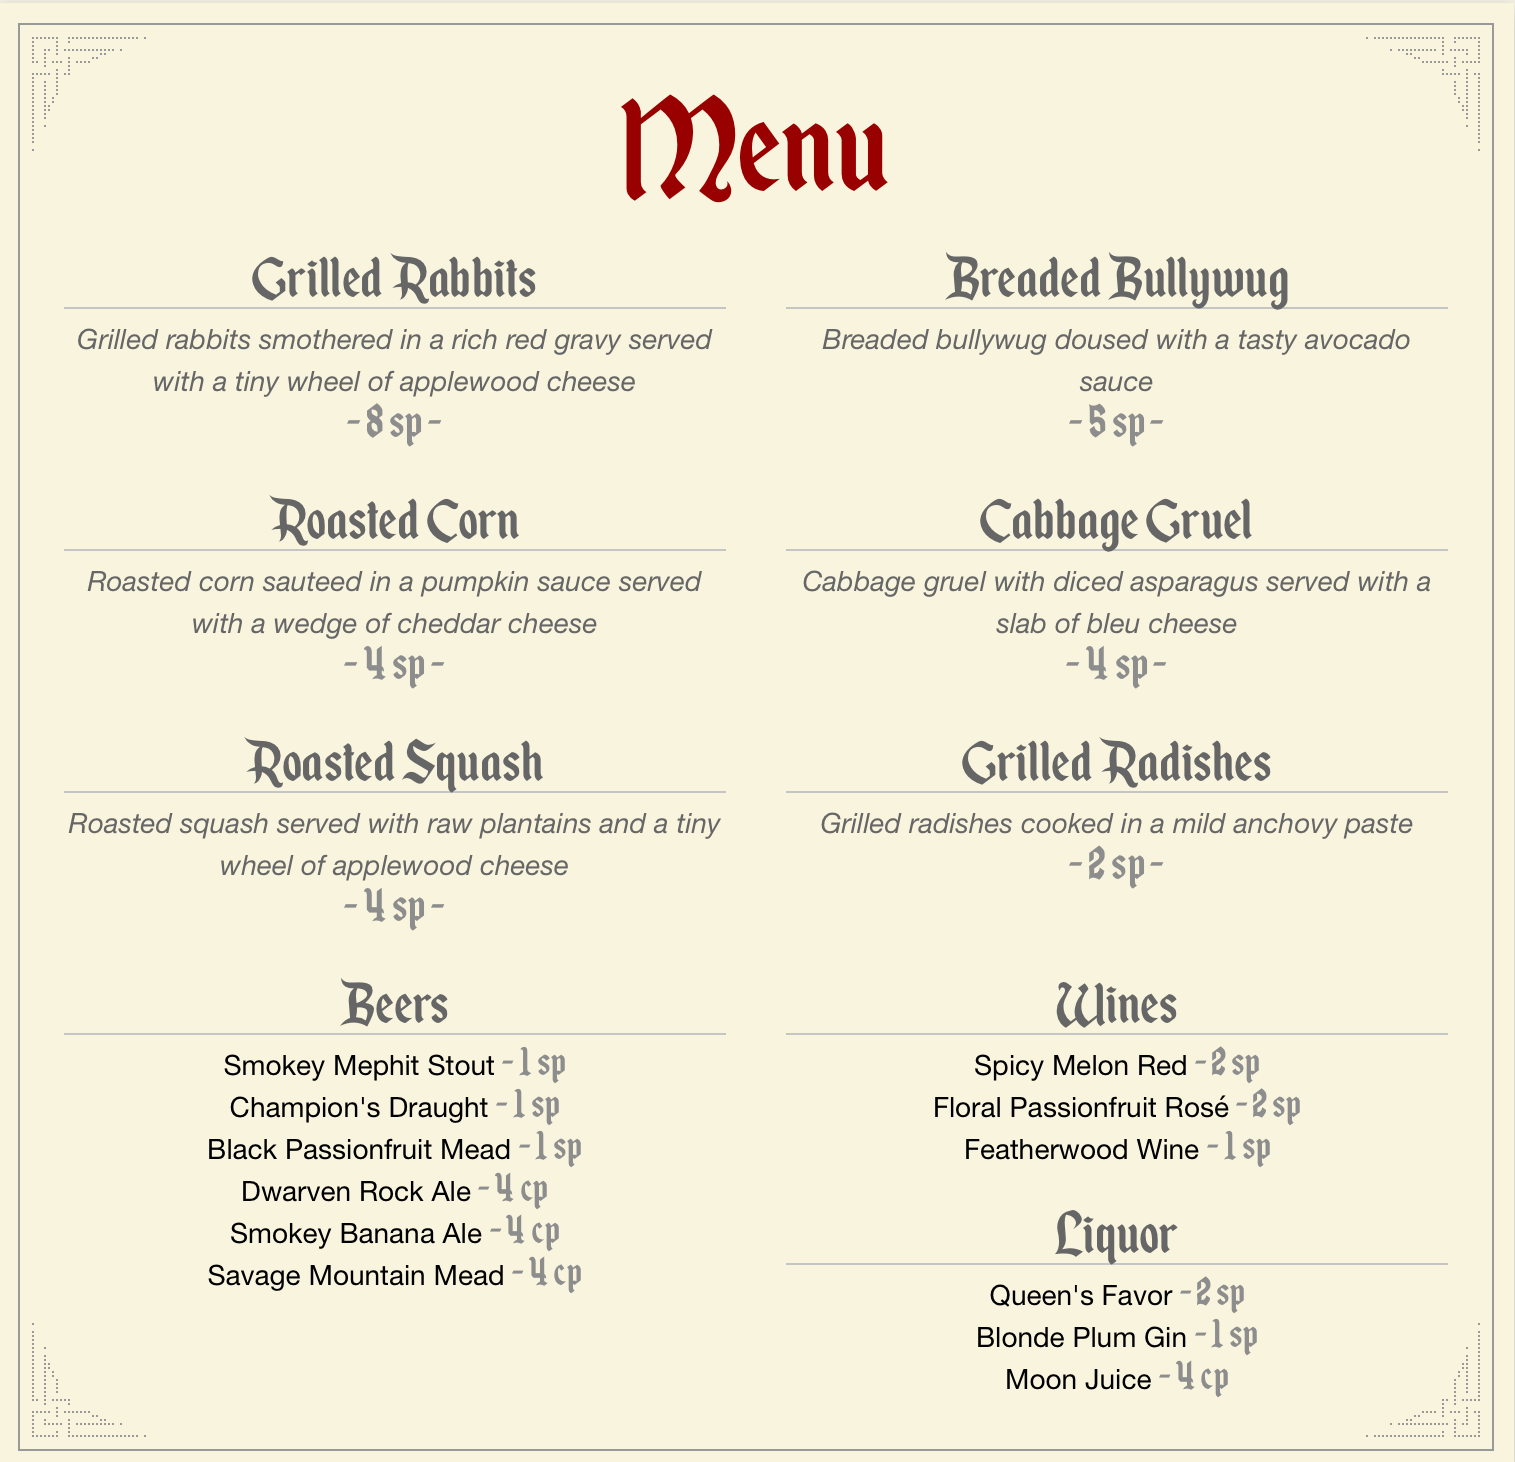 Menu
Grilled Rabbits
Grilled rabbits smothered in a rich red gravy served
with a tiny wheel of applewood cheese
- 8 sp -
Breaded Bullywug
Breaded bullywug doused with a tasty avocado
sauce
- 5 sp -
Roasted Corn
Roasted corn sauteed in a pumpkin sauce served
with a wedge of cheddar cheese
- 4 sp -
Cabbage Gruel
Cabbage gruel with diced asparagus served with a
slab of bleu cheese
- 4 sp -
Roasted Squash
Roasted squash served with raw plantains and a tiny
wheel of applewood cheese
- 4 sp -
Grilled Radishes
Grilled radishes cooked in a mild anchovy paste
- 2 sp -
Beers
Smokey Mephit Stout - 1 sp
Champion's Draught - 1 sp
Black Passionfruit Mead - 1 sp
Dwarven Rock Ale - 4 cp
Smokey Banana Ale - 4 cp
Savage Mountain Mead - 4 cp
Wines
Spicy Melon Red - 2 sp
Floral Passionfruit Rosé - 2 sp
Featherwood Wine - 1 sp
Liquor
Queen's Favor - 2 sp
Blonde Plum Gin - 1 sp
Moon Juice - 4 cp